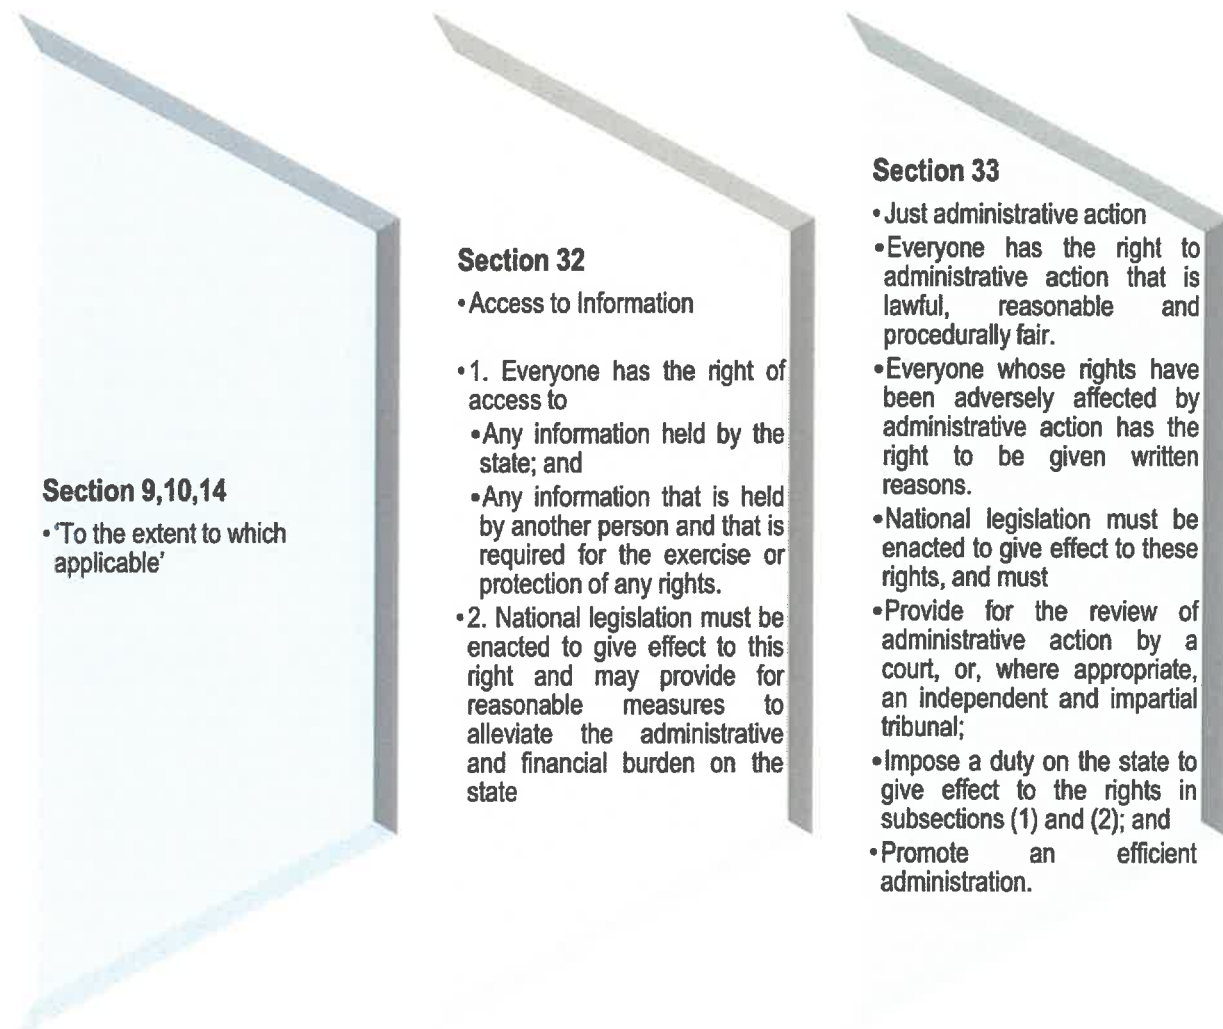 Section 9,10,14
• 'To the extent to which
applicable'
Section 32
• Access to Information
• 1. Everyone has the right of
access to
• Any information held by the
state; and
• Any information that is held
by another person and that is
required for the exercise or
protection of any rights.
• 2. National legislation must be
enacted to give effect to this
right and may provide for
reasonable measures to
alleviate the administrative
and financial burden on the
state
Section 33
• Just administrative action
• Everyone has the right to
administrative action that is
lawful, reasonable and
procedurally fair.
• Everyone whose rights have
been adversely affected by
administrative action has the
right to be given written
reasons.
• National legislation must be
enacted to give effect to these
rights, and must
• Provide for the review of
administrative action by a
court, or, where appropriate,
an independent and impartial
tribunal;
• Impose a duty on the state to
give effect to the rights in
subsections (1) and (2); and
• Promote an efficient
administration.